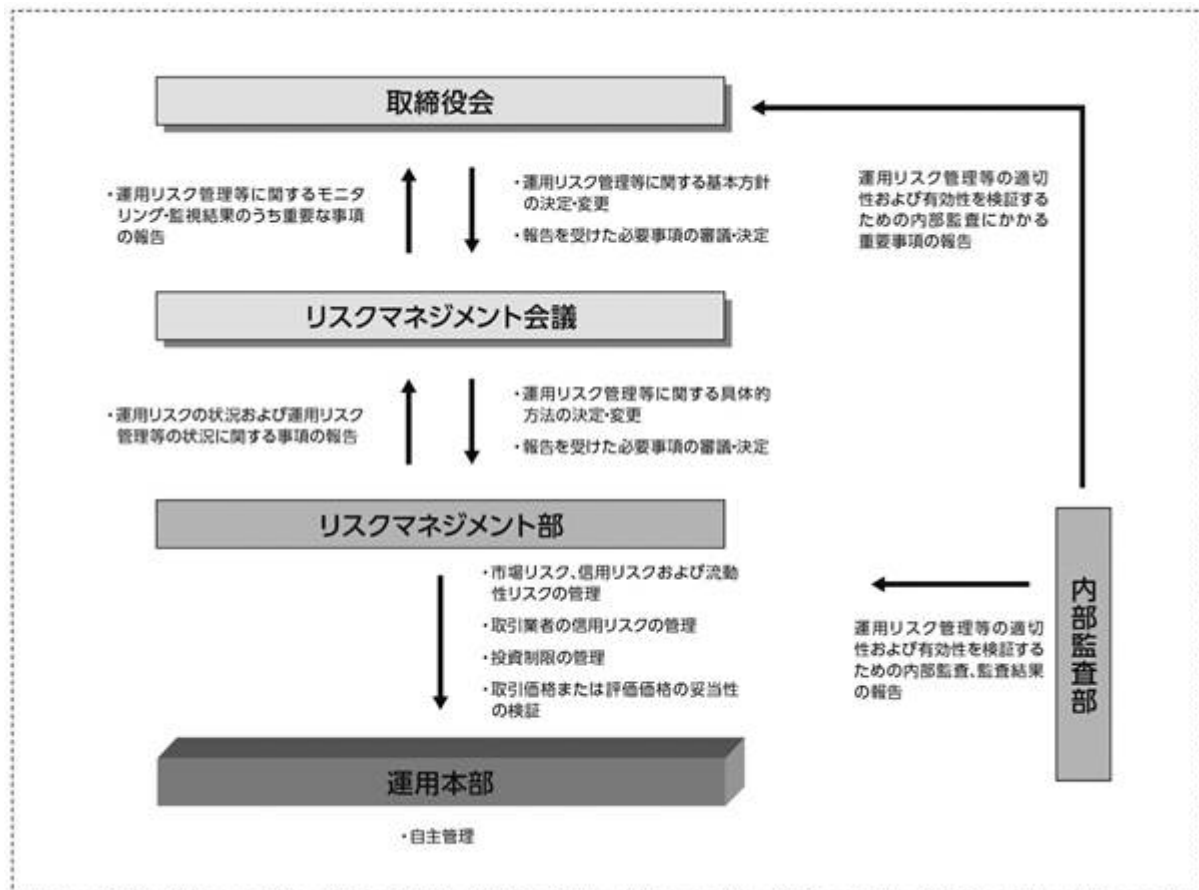 取締役会
・運用リスク管理等に関するモニタ
リング・監視結果のうち重要な事項
の報告
・運用リスク管理等に関する基本方針
の決定・変更
・報告を受けた必要事項の審議・決定
運用リスク管理等の適切
性および有効性を検証す
るための内部監査にかかる
重要事項の報告
リスクマネジメント会議
・運用リスクの状況および運用リスク
管理等の状況に関する事項の報告
・運用リスク管理等に関する具体的
方法の決定・変更
・報告を受けた必要事項の審議・決定
リスクマネジメント部
・市場リスク、信用リスクおよび流動
性リスクの管理
・取引業者の信用リスクの管理
・投資制限の管理
・取引価格または評価価格の妥当性
の検証
運用リスク管理等の適切
性および有効性を検証する
ための内部監査、監査結果
の報告
内部監査部
運用本部
・自主管理